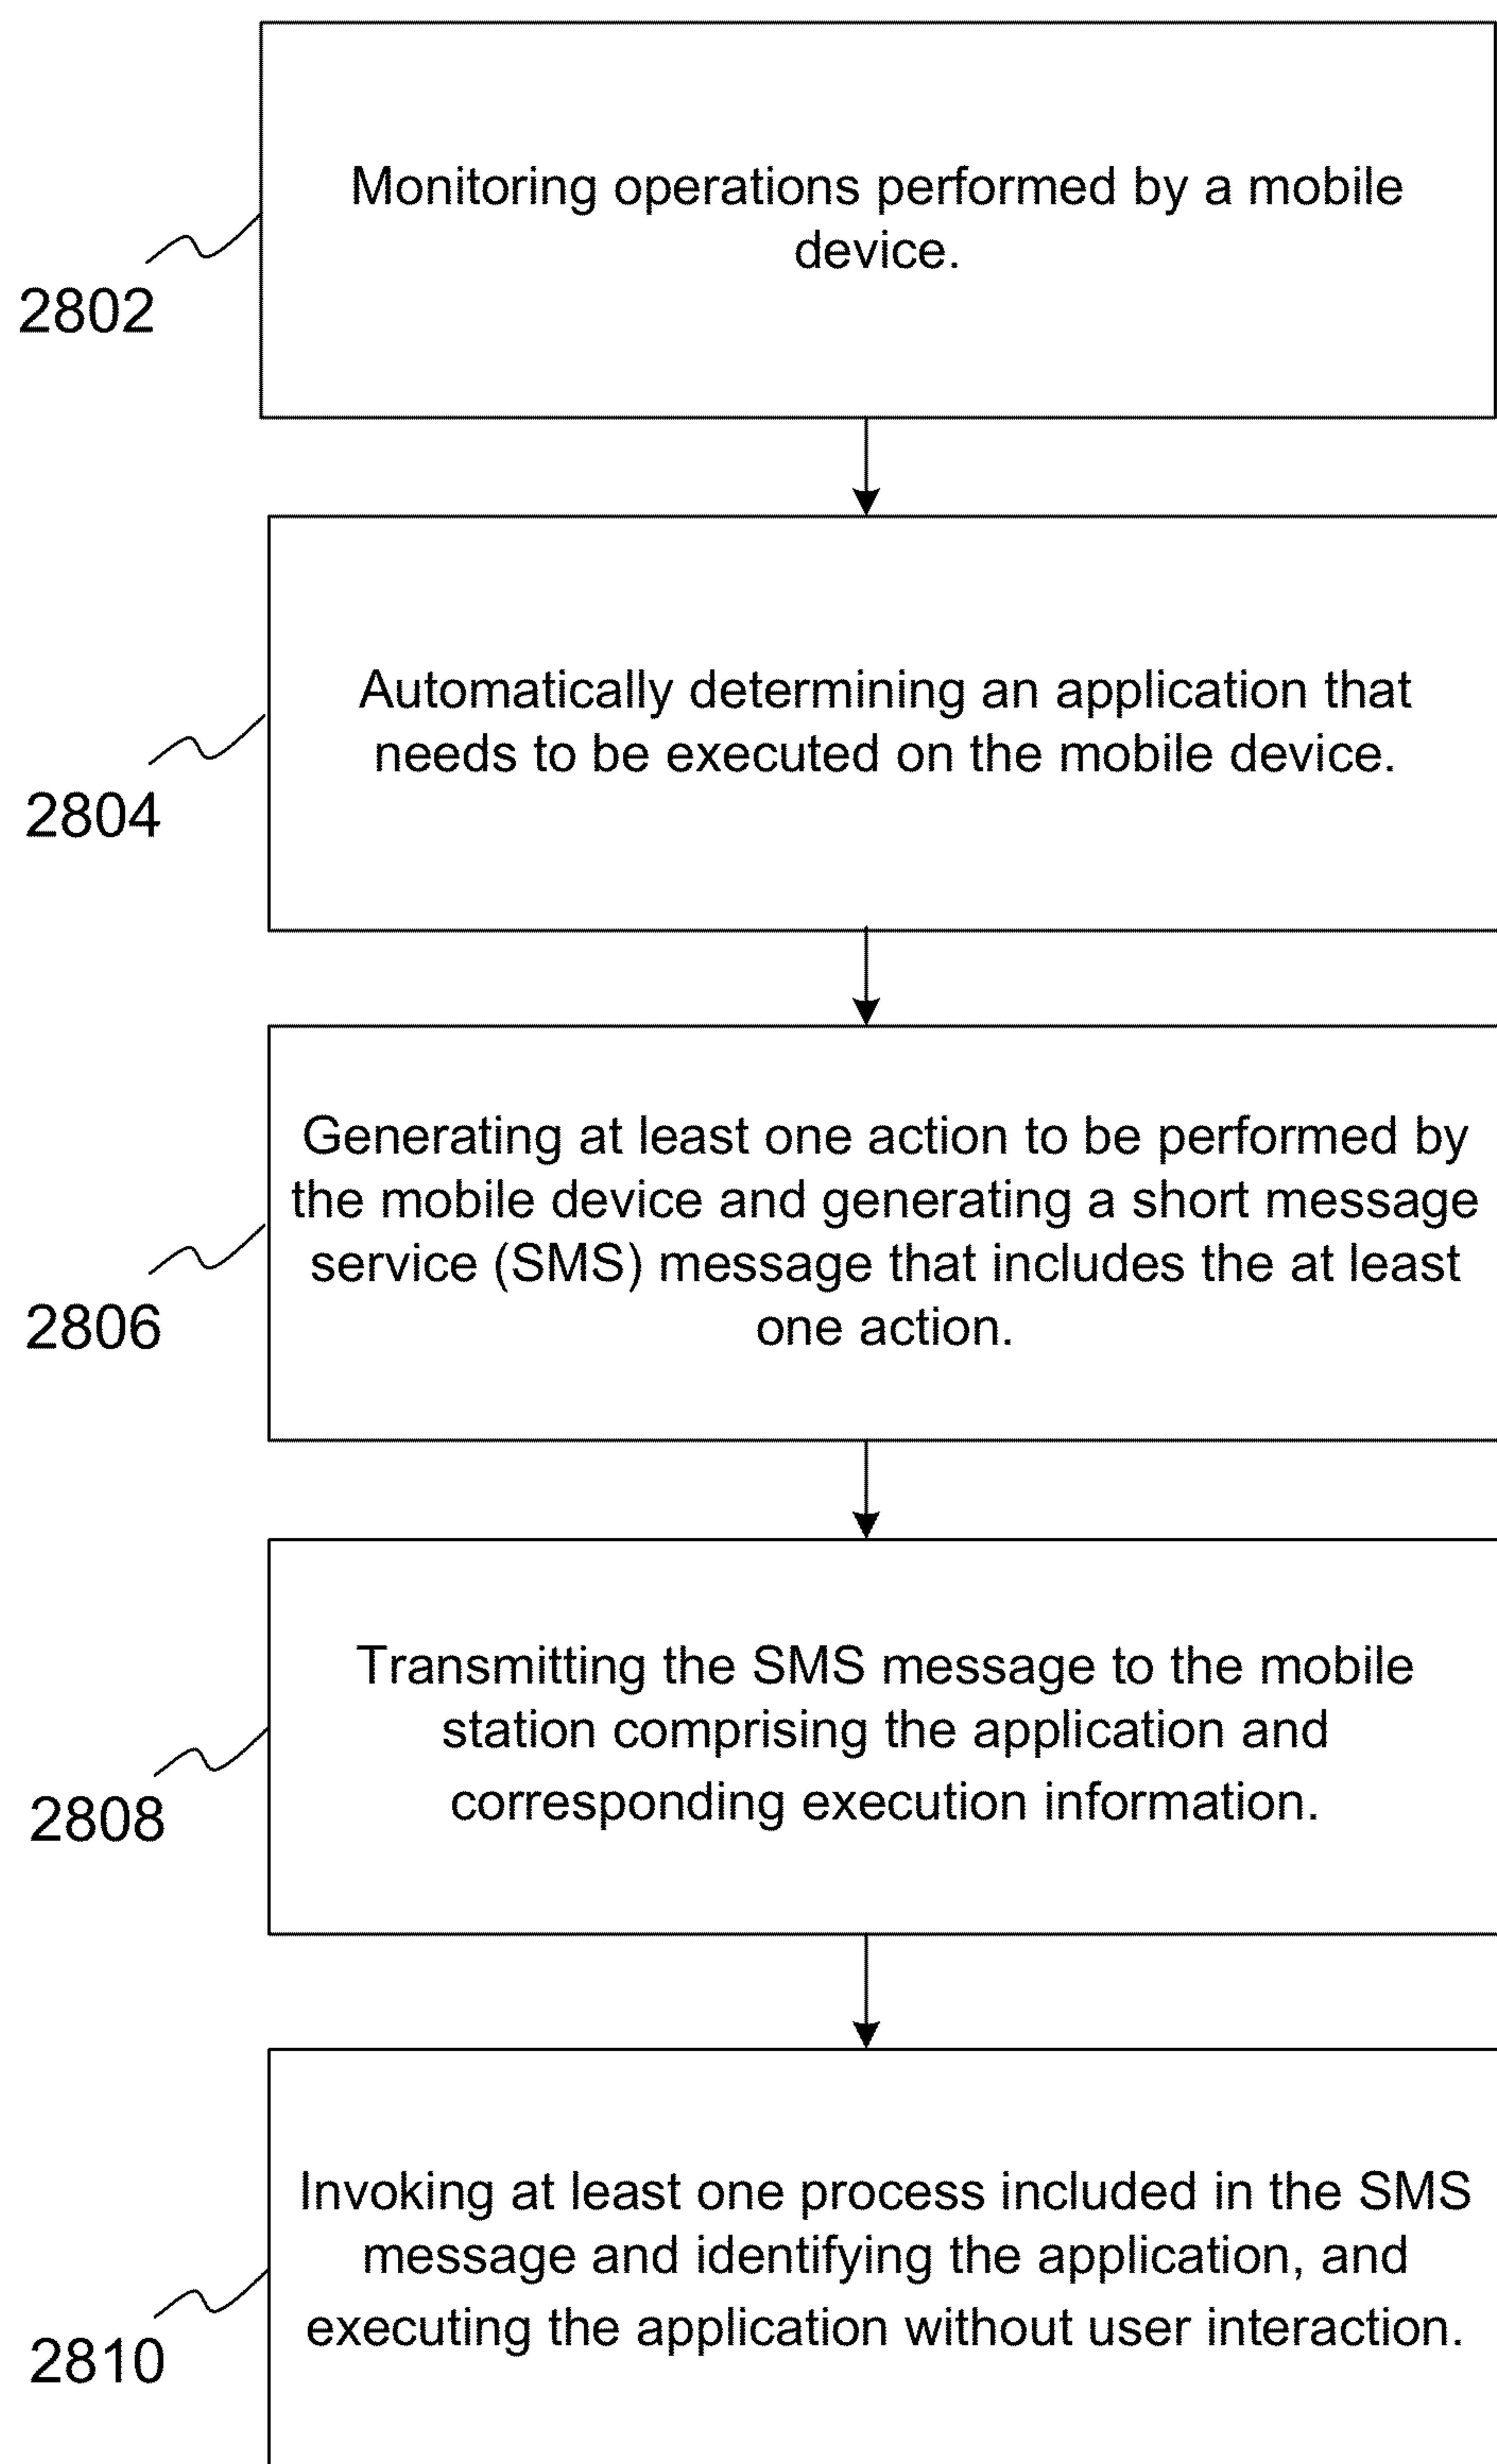 Monitoring operations performed by a mobile
device.
2802
Automatically determining an application that
needs to be executed on the mobile device.
2804
Generating at least one action to be performed by
the mobile device and generating a short message
service (SMS) message that includes the at least
one action.
2806
Transmitting the SMS message to the mobile
station comprising the application and
corresponding execution information.
2808
Invoking at least one process included in the SMS
message and identifying the application, and
executing the application without user interaction.
2810